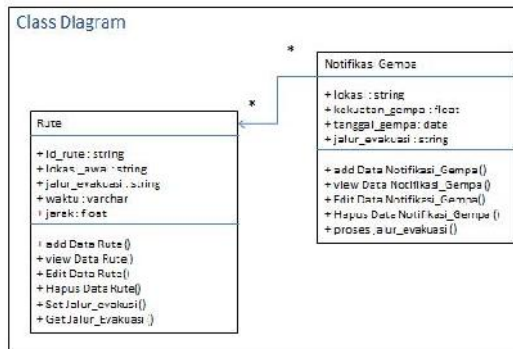 Class Diagram
*
*
Notifikasi Gempa
+ lokasi : string
+ kekuatan_gempa : float
+ tanggal_gempa : date
+ jalur_evakuasi : string
+ add Data Notifikasi_Gempa()
+ view Data Notifikasi_Gempa()
+ Edit Data Notifikasi_Gempa()
+ Hapus Data Notifikasi_Gempa ()
+ proses jalur_evakuasi()
Rute
+ id_rute : string
+ lokasi_awal : string
+ jalur_evakuasi : string
+ waktu : varchar
+ jarak : float
+ add Data Rute()
+ view Data Rute()
+ Edit Data Rute()
+ Hapus Data Rute()
+ Set Jalur_evakusi()
+ Get Jalur_Evakuasi()